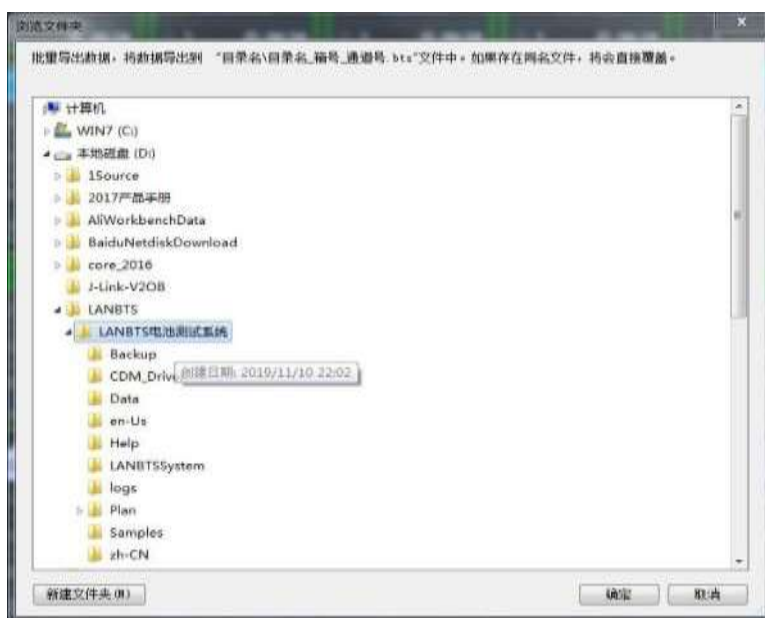 浏览文件夹
批量导出数据，将数据导出到 “目录名\目录名_箱号_通道号.bts”文件中。如果存在同名文件，将会直接覆盖。
计算机
WIN7 (C:)
本地磁盘 (D:)
1Source
2017产品手册
AliWorkbenchData
BaiduNetdiskDownload
core_2016
J-Link-V2OB
LANBTS
LANBTS电池测试系统
Backup
CDM_Drive
创建日期: 2019/11/10 22:02
Data
en-Us
Help
LANBTSSystem
logs
Plan
Samples
zh-CN
新建文件夹(M)
确定
取消